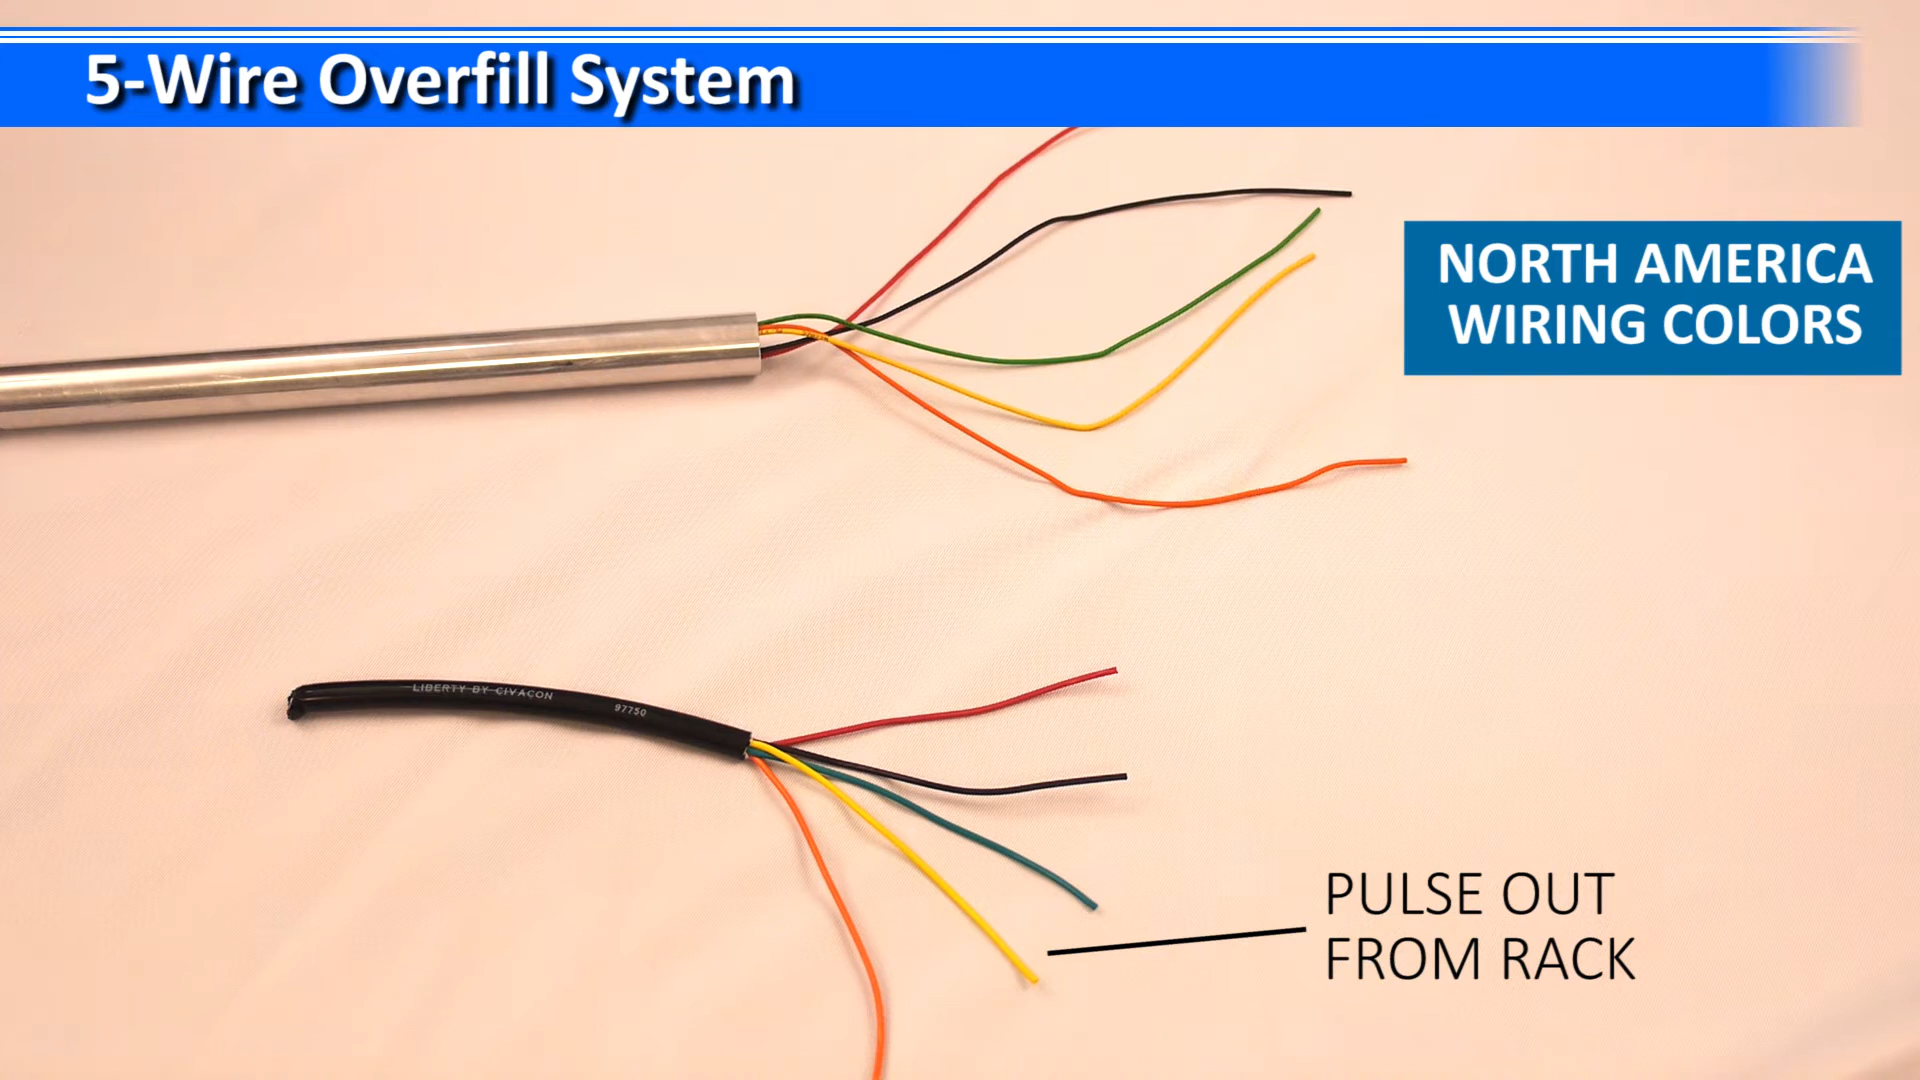 5-Wire Overfill System
NORTH AMERICA
WIRING COLORS
LIBERTY BY CIVACON 97750
PULSE OUT
FROM RACK